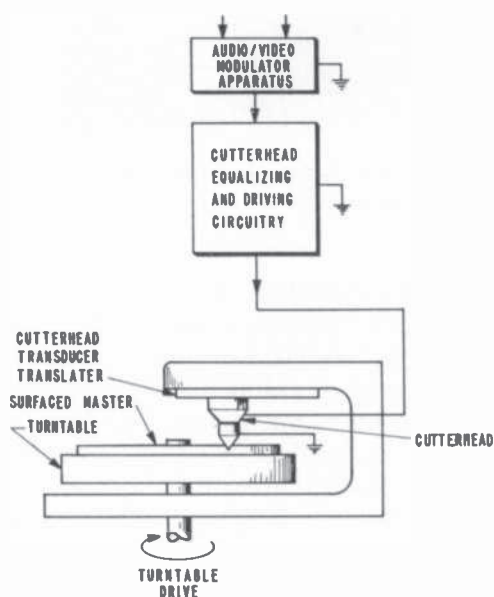 AUDIO/VIDEO
MODULATOR
APPARATUS
CUTTERHEAD
EQUALIZING
AND DRIVING
CIRCUITRY
CUTTERHEAD
TRANSDUCER
TRANSLATER
SURFACED MASTER
TURNTABLE
CUTTERHEAD
TURNTABLE
DRIVE